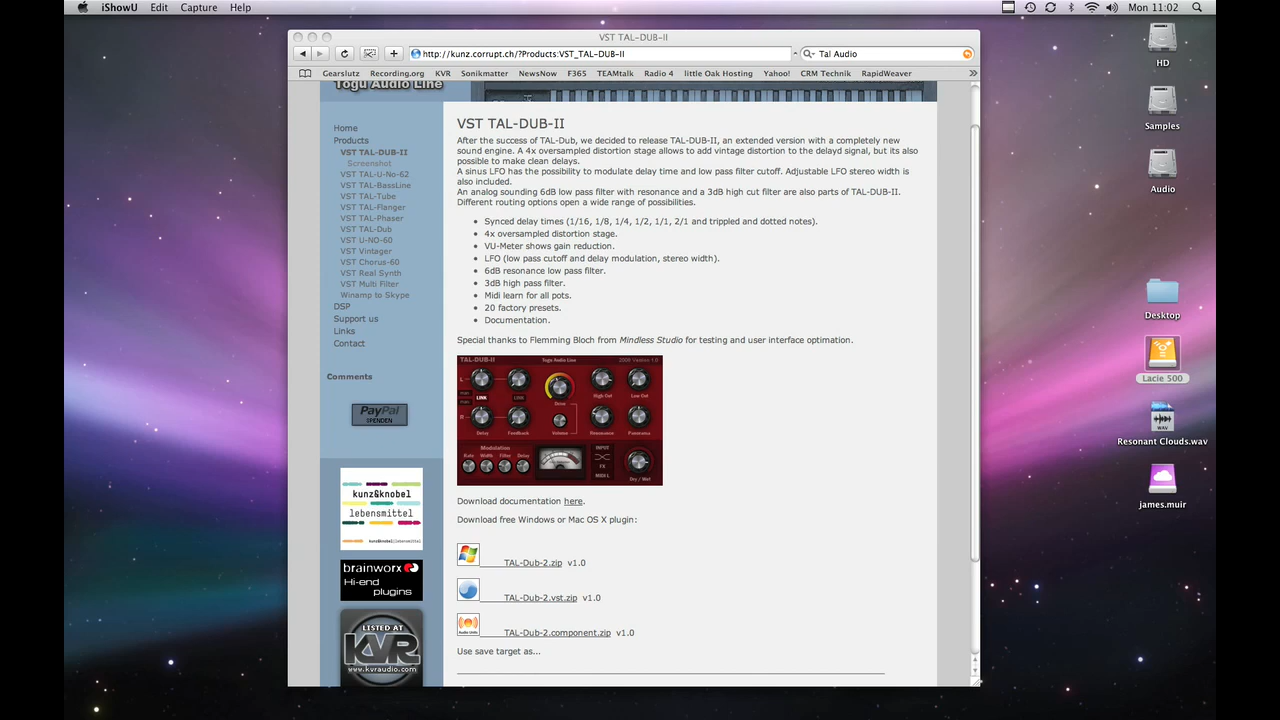 iShowU Edit Capture Help Mon 11:02
VST TAL-DUB-II
http://kunz.corrupt.ch/?Products:VST_TAL-DUB-II Tal Audio
Gearslutz Recording.org KVR Sonikmatter NewsNow F365 TEAMtalk Radio 4 little Oak Hosting Yahoo! CRM Technik RapidWeaver
Togu Audio Line
Home
Products
VST TAL-DUB-II
Screenshot
VST TAL-U-No-62
VST TAL-BassLine
VST TAL-Tube
VST TAL-Flanger
VST TAL-Phaser
VST TAL-Dub
VST U-NO-60
VST Vintager
VST Chorus-60
VST Real Synth
VST Multi Filter
Winamp to Skype
DSP
Support us
Links
Contact
Comments
PayPal
SPENDEN
kunz&knobel
lebensmittel
kunz&knobel|lebensmittel
brainworx
Hi-end
plugins
LISTED AT
KVR
www.kvraudio.com
VST TAL-DUB-II
After the success of TAL-Dub, we decided to release TAL-DUB-II, an extended version with a completely new
sound engine. A 4x oversampled distortion stage allows to add vintage distortion to the delayd signal, but its also
possible to make clean delays.
A sinus LFO has the possibility to modulate delay time and low pass filter cutoff. Adjustable LFO stereo width is
also included.
An analog sounding 6dB low pass filter with resonance and a 3dB high cut filter are also parts of TAL-DUB-II.
Different routing options open a wide range of possibilities.
• Synced delay times (1/16, 1/8, 1/4, 1/2, 1/1, 2/1 and trippled and dotted notes).
• 4x oversampled distortion stage.
• VU-Meter shows gain reduction.
• LFO (low pass cutoff and delay modulation, stereo width).
• 6dB resonance low pass filter.
• 3dB high pass filter.
• Midi learn for all pots.
• 20 factory presets.
• Documentation.
Special thanks to Flemming Bloch from Mindless Studio for testing and user interface optimation.
TAL-DUB-II Togu Audio Line 2008 Version 1.0
L
LINK LINK Drive High Cut Low Cut
R
Delay Feedback Volume Resonance Panorama
Modulation INPUT
Rate Width Filter Delay FX
MIDI L Dry / Wet
Download documentation here.
Download free Windows or Mac OS X plugin:
TAL-Dub-2.zip v1.0
TAL-Dub-2.vst.zip v1.0
Audio Units TAL-Dub-2.component.zip v1.0
Use save target as...
HD
Samples
Audio
Desktop
Lacie 500
WAV
Resonant Clouds.wav
james.muir